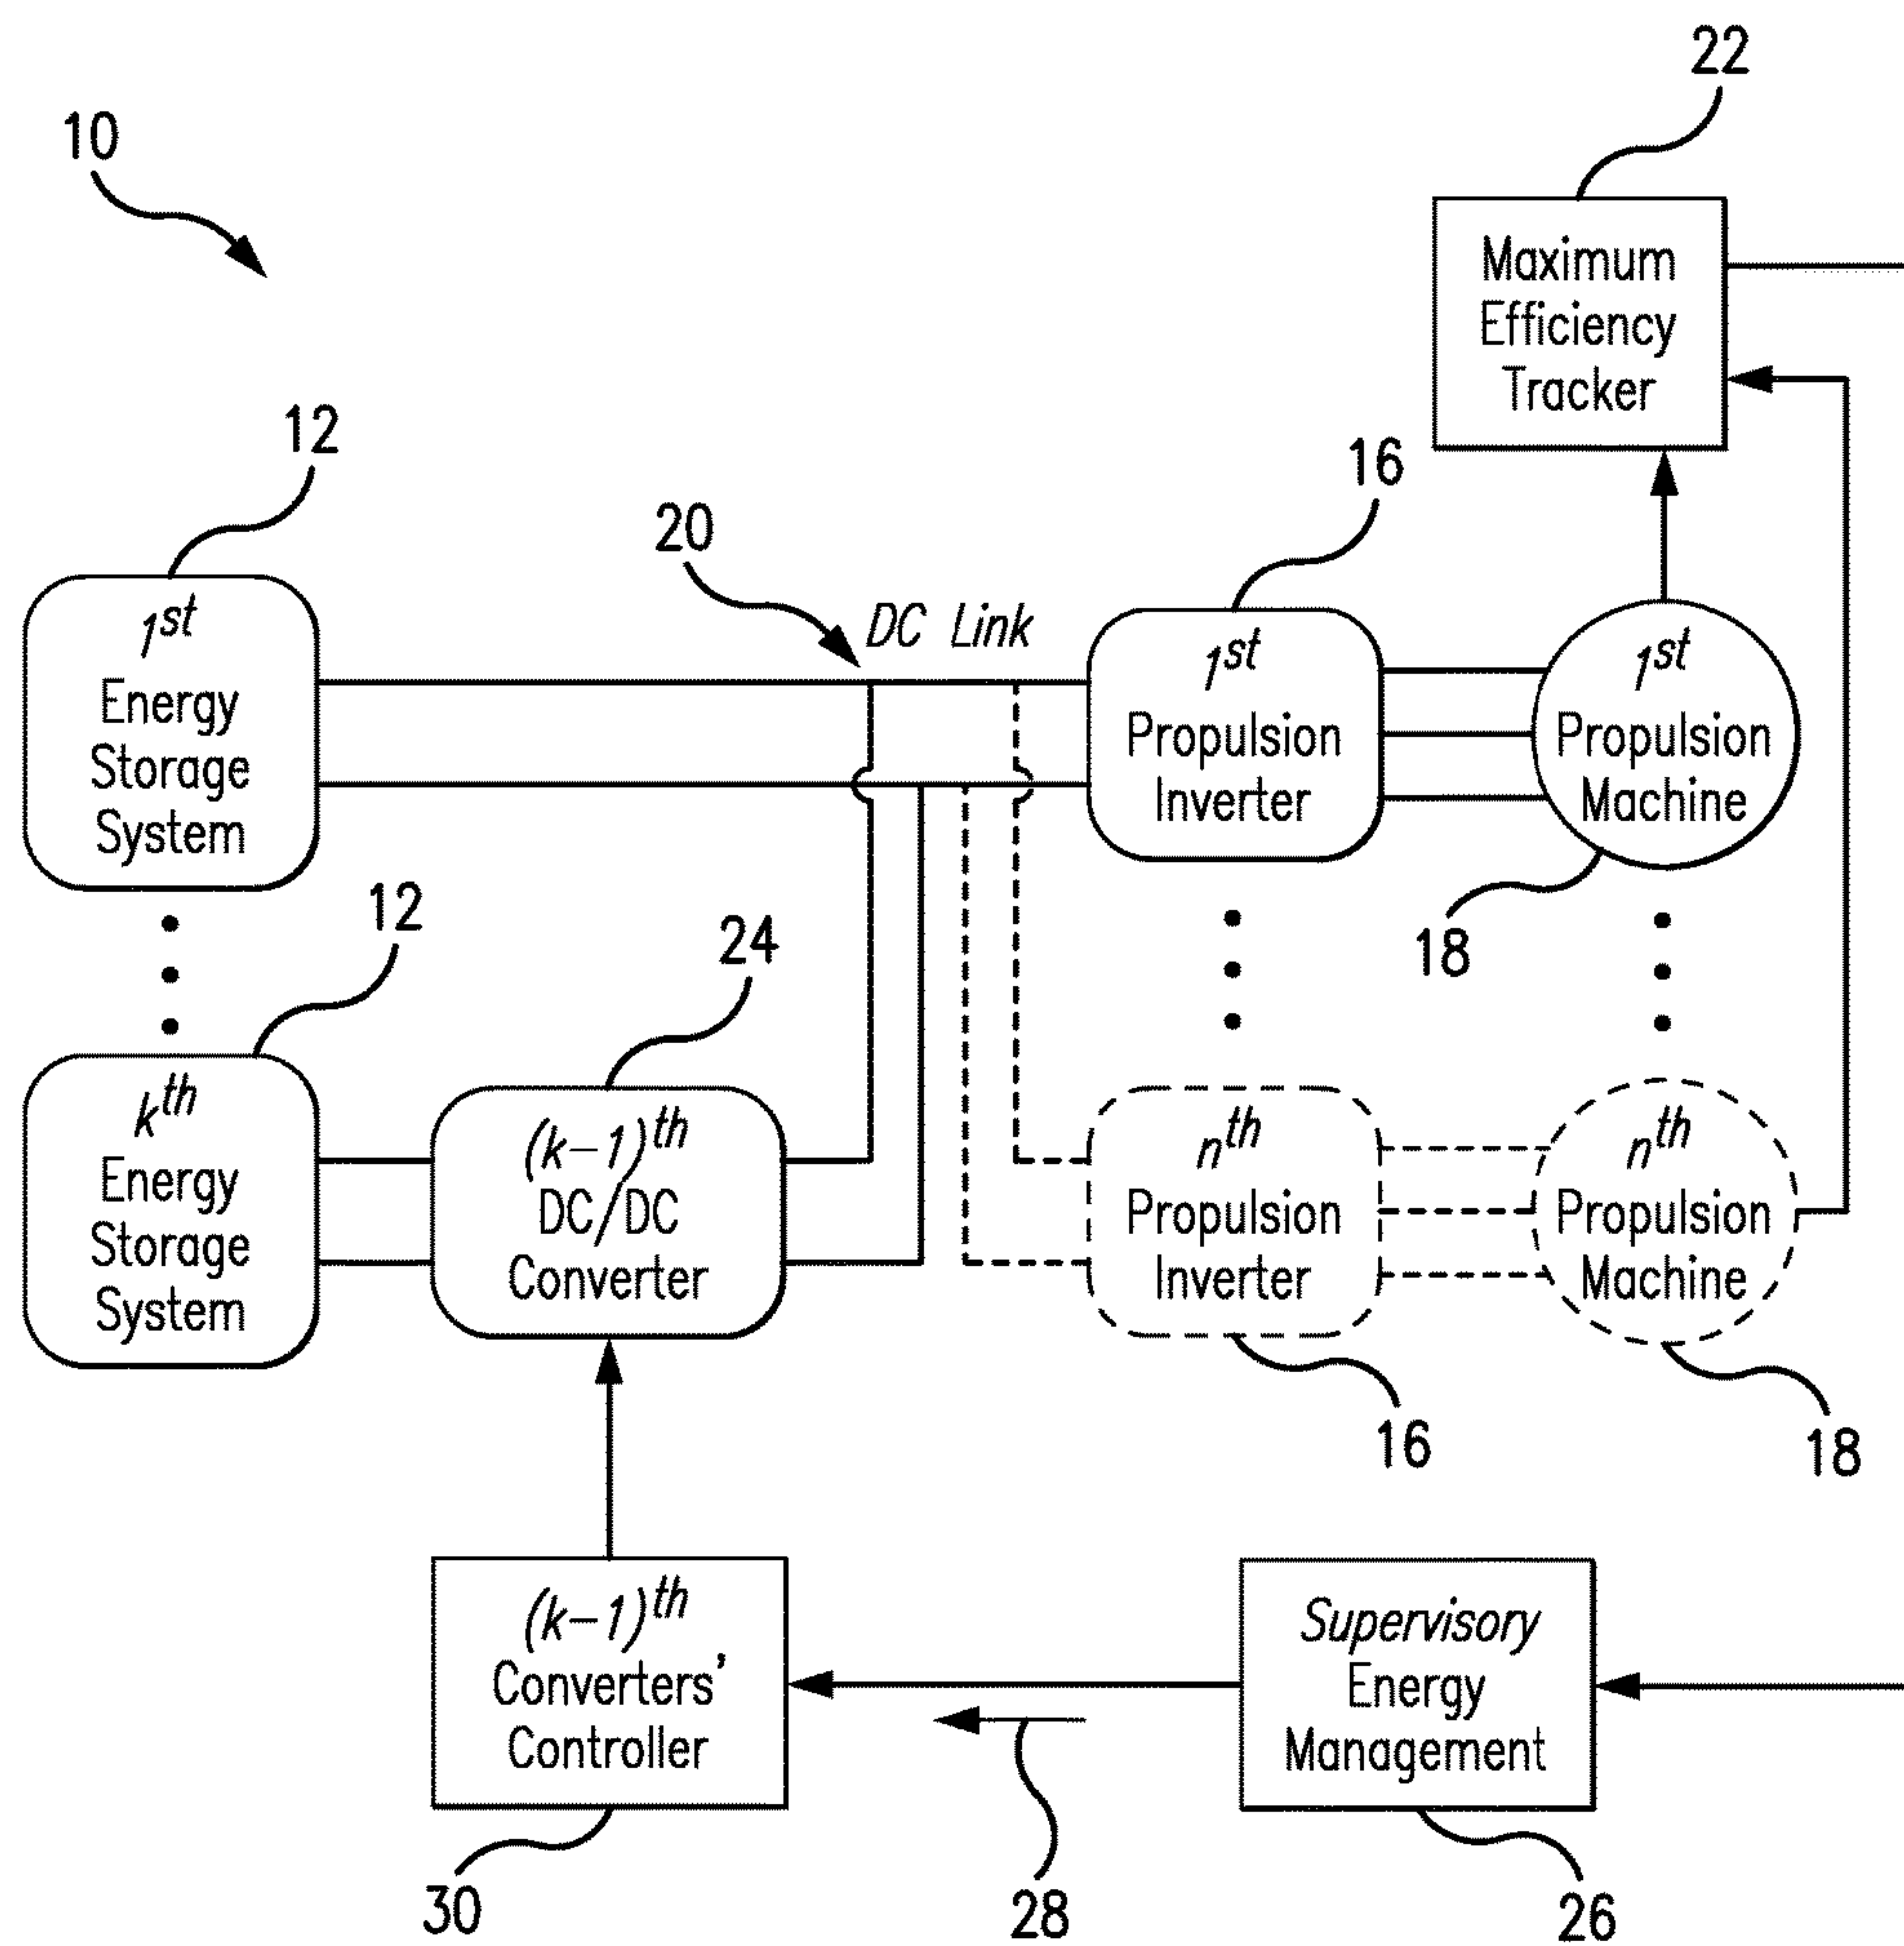 22
10
Maximum
Efficiency
Tracker
12
16
20
DC Link
1st
Energy
Storage
System
1st
Propulsion
Inverter
1st
Propulsion
Machine
12
24
18
kth
Energy
Storage
System
(k-1)th
DC/DC
Converter
nth
Propulsion
Inverter
nth
Propulsion
Machine
16
18
(k-1)th
Converters'
Controller
Supervisory
Energy
Management
30
28
26